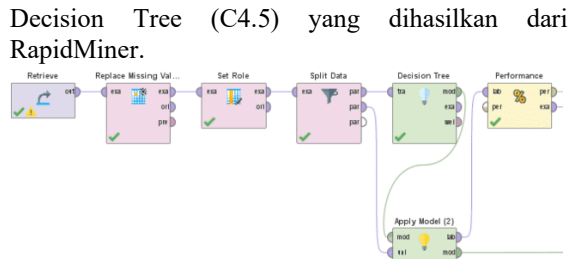 Decision Tree (C4.5) yang dihasilkan dari
RapidMiner.
Retrieve
Replace Missing Val...
Set Role
Split Data
Decision Tree
Performance
out
exa
exa
ori
pre
exa
exa
ori
exa
par
par
par
tra
mod
exa
wei
lab
per
per
exa
Apply Model (2)
mod
lab
mod